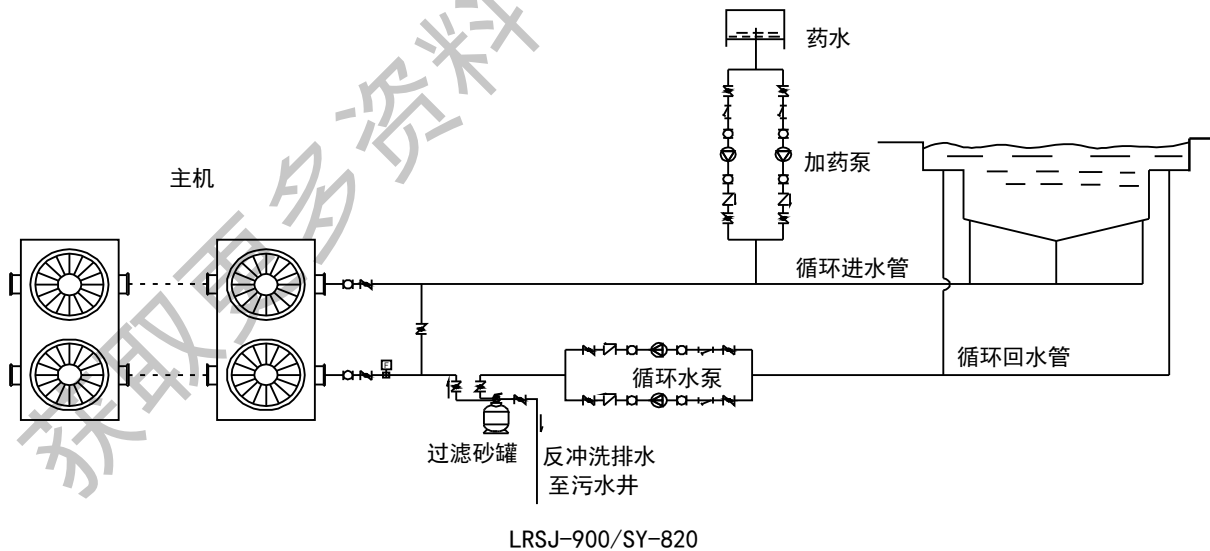 药水
加药泵
主机
循环进水管
循环回水管
循环水泵
F
过滤砂罐
反冲洗排水
至污水井
LRSJ-900/SY-820
获取更多资料